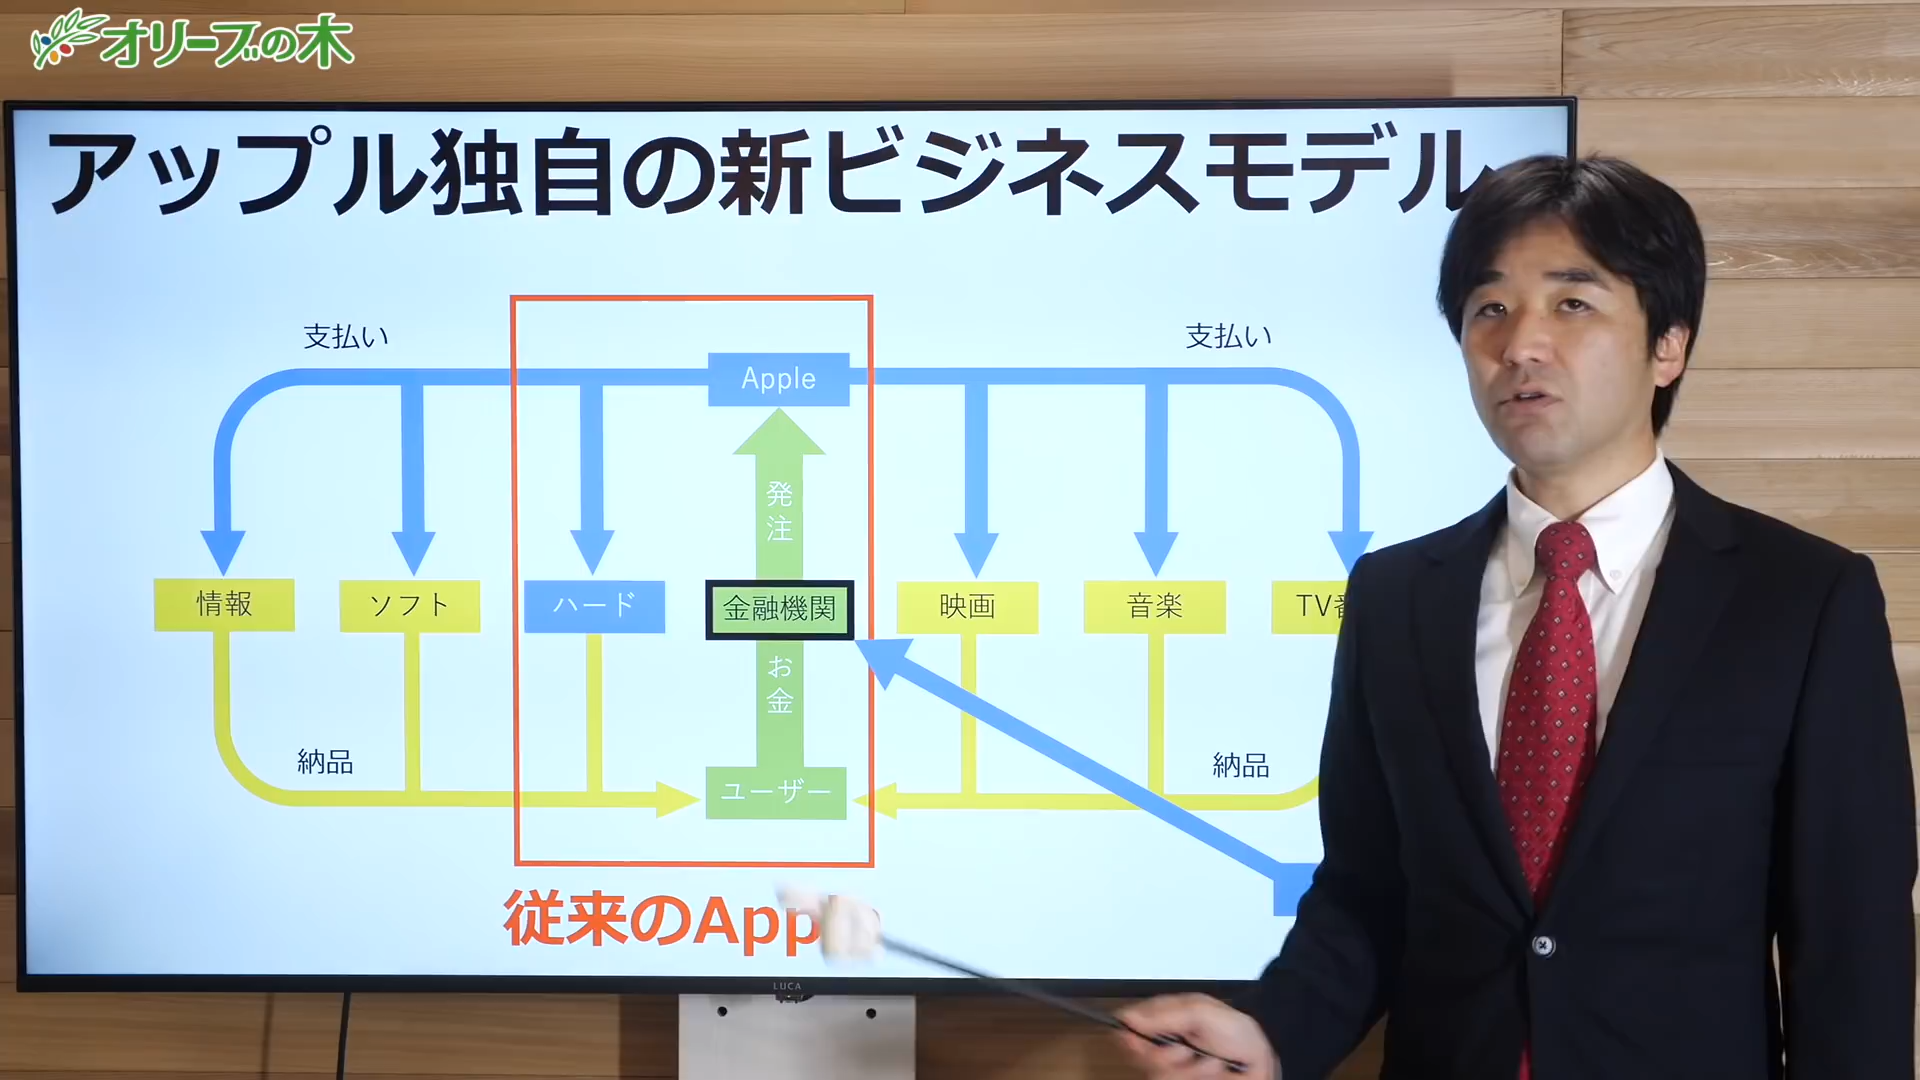 オリーブの木
アップル独自の新ビジネスモデル
支払い
支払い
Apple
発注
情報
ソフト
ハード
金融機関
映画
音楽
TV
お金
納品
納品
ユーザー
従来のApp
LUCA